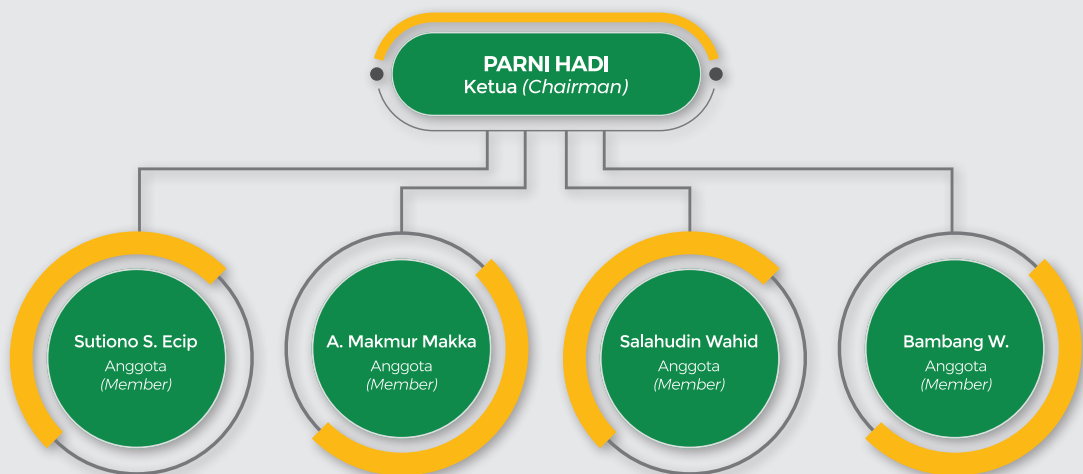 PARNI HADI
Ketua (Chairman)
Sutiono S. Ecip
Anggota
(Member)
A. Makmur Makka
Anggota
(Member)
Salahudin Wahid
Anggota
(Member)
Bambang W.
Anggota
(Member)